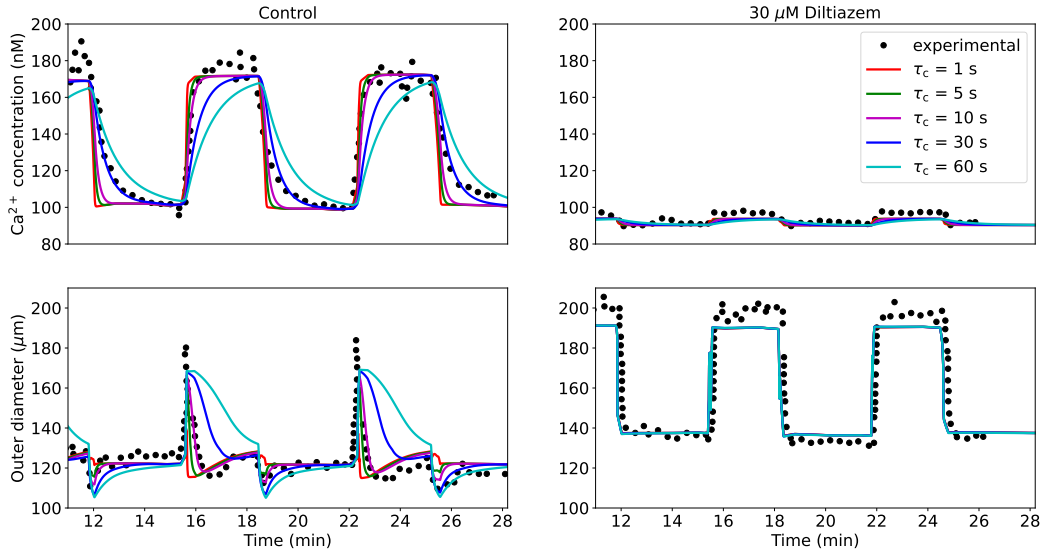 Control
30 μM Diltiazem
Ca²⁺ concentration (nM)
200
180
160
140
120
100
80
200
180
160
140
120
100
80
experimental
τc = 1 s
τc = 5 s
τc = 10 s
τc = 30 s
τc = 60 s
Outer diameter (μm)
200
180
160
140
120
100
200
180
160
140
120
100
12 14 16 18 20 22 24 26 28
12 14 16 18 20 22 24 26 28
Time (min)
Time (min)